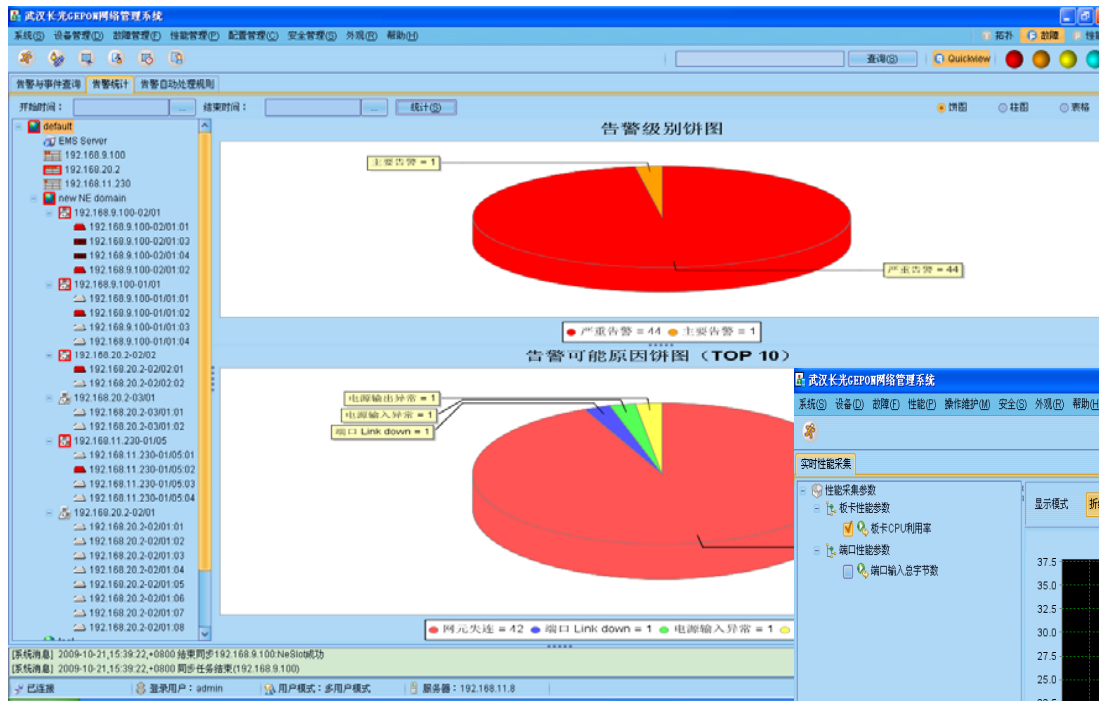 武汉长光GEPON网络管理系统
系统(S) 设备管理(D) 故障管理(F) 性能管理(P) 配置管理(C) 安全管理(S) 外观(R) 帮助(H)
拓扑 故障 性
查询(S) Quickview
告警与事件查询 告警统计 告警自动处理规则
开始时间： ... 结束时间： ... 统计(S) 饼图 柱图 表格
default
EMS Server
192.168.9.100
192.168.20.2
192.168.11.230
new NE domain
192.168.9.100-02/01
192.168.9.100-02/01:01
192.168.9.100-02/01:03
192.168.9.100-02/01:04
192.168.9.100-02/01:02
192.168.9.100-01/01
192.168.9.100-01/01:01
192.168.9.100-01/01:02
192.168.9.100-01/01:03
192.168.9.100-01/01:04
192.168.20.2-02/02
192.168.20.2-02/02:01
192.168.20.2-02/02:02
192.168.20.2-03/01
192.168.20.2-03/01:01
192.168.20.2-03/01:02
192.168.11.230-01/05
192.168.11.230-01/05:01
192.168.11.230-01/05:02
192.168.11.230-01/05:03
192.168.11.230-01/05:04
192.168.20.2-02/01
192.168.20.2-02/01:01
192.168.20.2-02/01:02
192.168.20.2-02/01:03
192.168.20.2-02/01:04
192.168.20.2-02/01:05
192.168.20.2-02/01:06
192.168.20.2-02/01:07
192.168.20.2-02/01:08
告警级别饼图
主要告警 = 1
严重告警 = 44
严重告警 = 44 主要告警 = 1
告警可能原因饼图（TOP 10）
电源输出异常 = 1
电源输入异常 = 1
端口 Link down = 1
网元失连 = 42 端口 Link down = 1 电源输入异常 = 1
武汉长光GEPON网络管理系统
系统(S) 设备(D) 故障(F) 性能(P) 操作维护(M) 安全(S) 外观(R) 帮助(H)
实时性能采集
性能采集参数
板卡性能参数
板卡CPU利用率
端口性能参数
端口输入总字节数
显示模式 折
37.5
35.0
32.5
30.0
27.5
25.0
[系统消息] 2009-10-21,15:39:22,+0800 结束同步192.168.9.100:NeSlot成功
[系统消息] 2009-10-21,15:39:22,+0800 同步任务结束(192.168.9.100)
已连接 登录用户：admin 用户模式：多用户模式 服务器：192.168.11.8